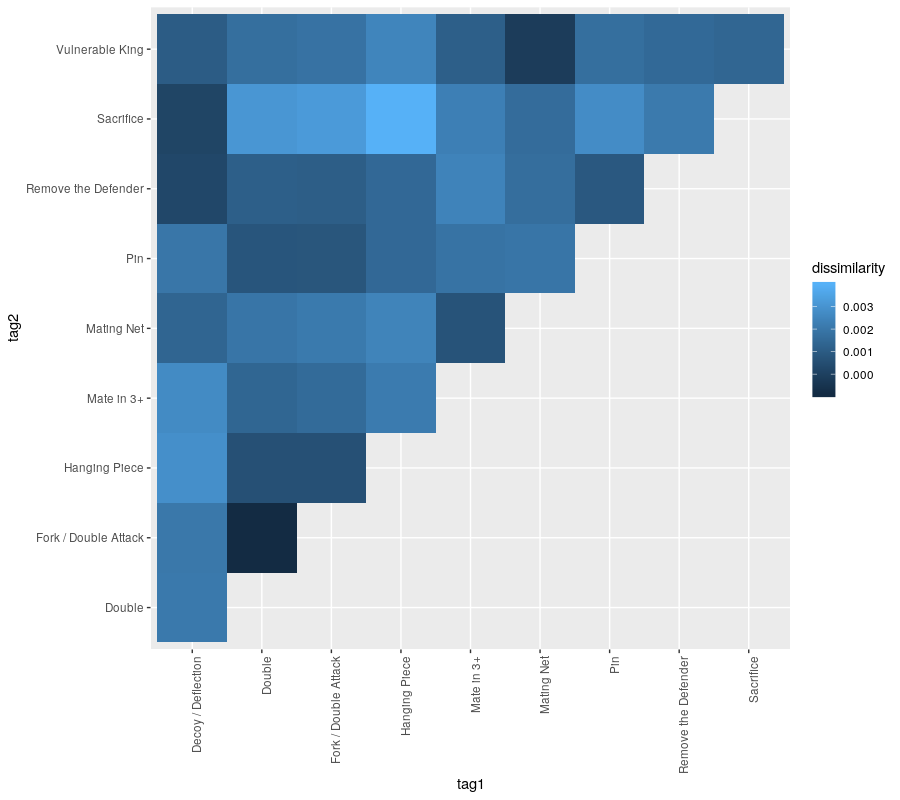 Vulnerable King
Sacrifice
Remove the Defender
Pin
Mating Net
Mate in 3+
Hanging Piece
Fork / Double Attack
Double
tag2
Decoy / Deflection
Double
Fork / Double Attack
Hanging Piece
Mate in 3+
Mating Net
Pin
Remove the Defender
Sacrifice
tag1
dissimilarity
0.003
0.002
0.001
0.000